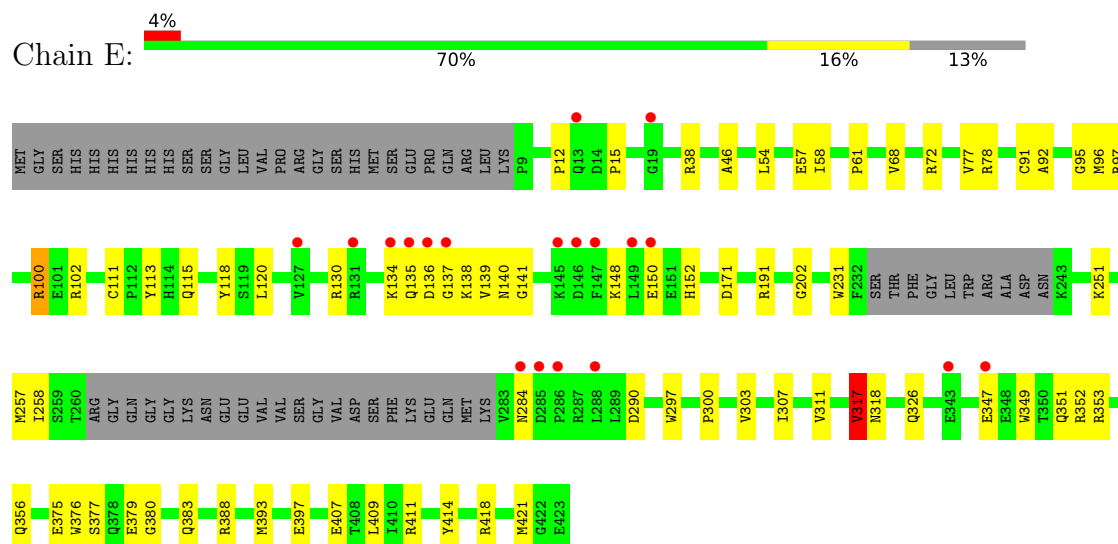 4%
Chain E:
70% 16% 13%
MET GLY SER HIS HIS HIS HIS HIS HIS HIS SER SER GLY LEU VAL PRO ARG GLY SER HIS MET SER GLU PRO GLN ARG LEU LYS P9 P12 Q13 D14 P15 G19 R38 A46 L54 E57 I58 P61 V68 R72 V77 R78 C91 A92 G95 M96 R97
R100 E101 R102 C111 P112 Y113 H114 Q115 Y118 S119 L120 V127 R130 R131 K134 Q135 D136 G137 K138 V139 N140 G141 K145 D146 F147 K148 L149 E150 E151 H152 D171 R191 G202 W231 F232 SER THR PHE GLY LEU TRP ARG ALA ASP ASN K243 K251
M257 I258 S259 T260 ARG GLY GLN GLY GLY LYS ASN GLU GLU VAL VAL SER GLY VAL ASP SER PHE LYS GLU GLN MET LYS V283 N284 D285 P286 R287 L288 L289 D290 W297 P300 V303 I307 V311 V317 N318 Q326 E343 E347 E348 W349 T350 Q351 R352 R353
Q356 E375 W376 S377 Q378 E379 G380 Q383 R388 M393 E397 E407 T408 L409 I410 R411 Y414 R418 M421 G422 E423